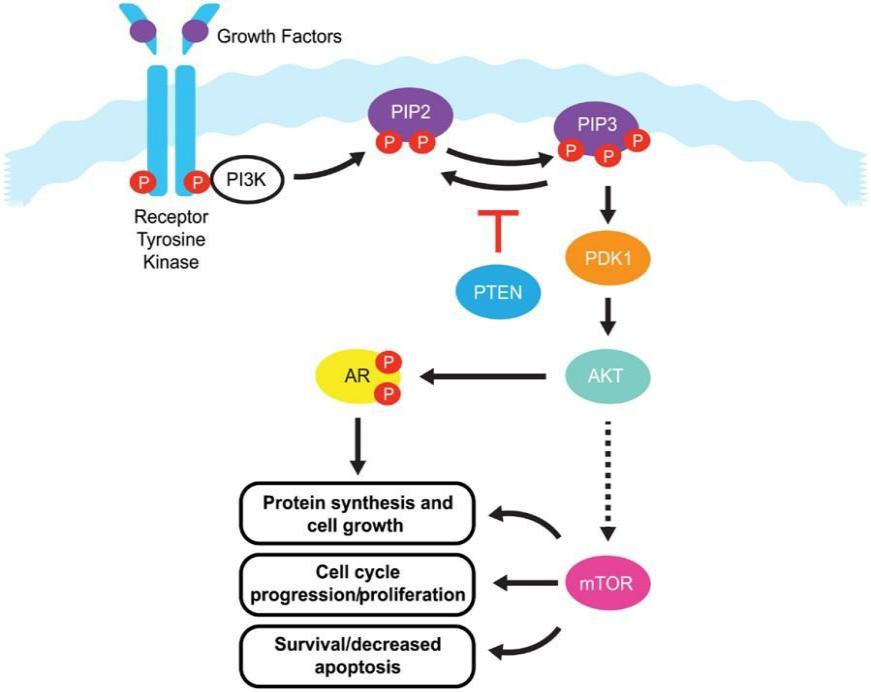 Growth Factors
PIP2
P P
PIP3
P P P
P
P
PI3K
Receptor
Tyrosine
Kinase
PDK1
PTEN
AR
P
P
AKT
Protein synthesis and
cell growth
Cell cycle
progression/proliferation
mTOR
Survival/decreased
apoptosis